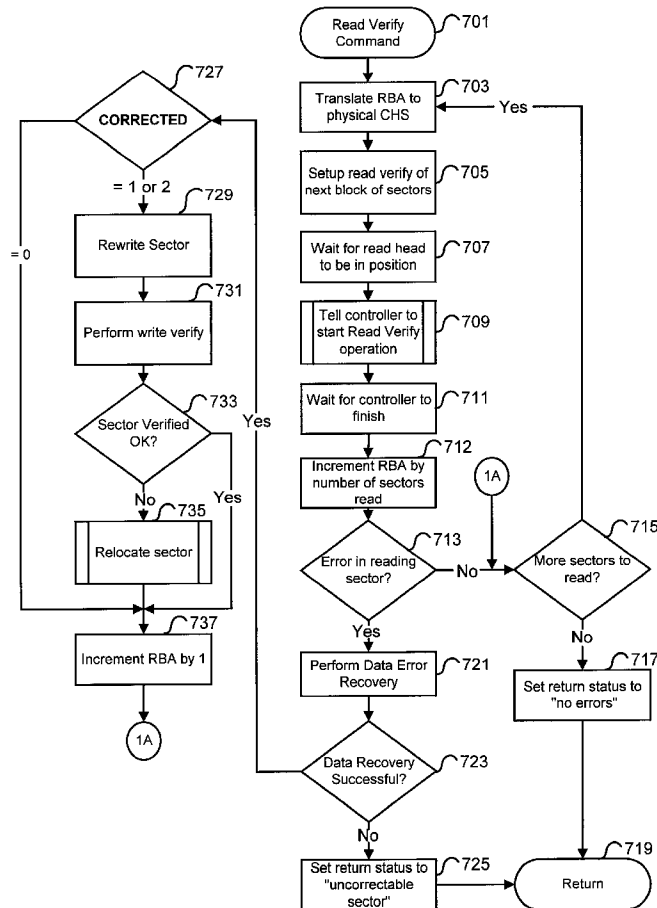 Read Verify
Command
701
727
703
Translate RBA to
physical CHS
Yes
CORRECTED
705
Setup read verify of
next block of sectors
= 1 or 2
729
Rewrite Sector
= 0
707
Wait for read head
to be in position
731
Perform write verify
709
Tell controller to
start Read Verify
operation
733
Sector Verified
OK?
Yes
711
Wait for controller to
finish
712
Increment RBA by
number of sectors
read
1A
No
Yes
735
Relocate sector
713
Error in reading
sector?
No
715
More sectors to
read?
737
Increment RBA by 1
Yes
No
721
Perform Data Error
Recovery
717
Set return status to
"no errors"
1A
723
Data Recovery
Successful?
No
725
Set return status to
"uncorrectable
sector"
719
Return